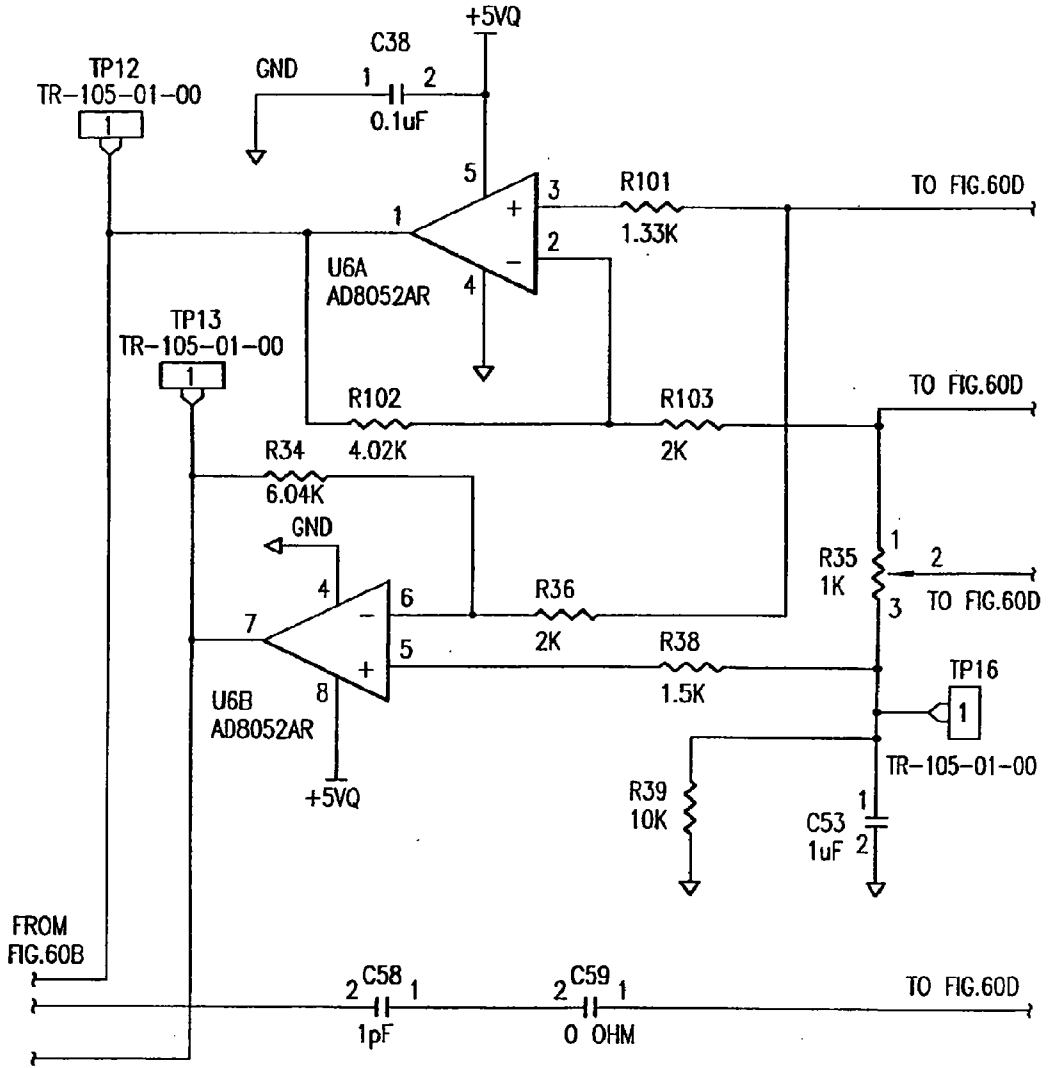 +5VQ
C38
GND
1 2
0.1uF
TP12
TR-105-01-00
1
5
3
R101
1.33K
TO FIG.60D
1
+
2
−
U6A
AD8052AR
4
TP13
TR-105-01-00
1
TO FIG.60D
R102
4.02K
R103
2K
R34
6.04K
GND
4
6
−
R36
2K
R35
1K
1
2
3
TO FIG.60D
7
5
+
R38
1.5K
8
U6B
AD8052AR
TP16
1
TR-105-01-00
+5VQ
R39
10K
C53
1uF
1
2
FROM
FIG.60B
2 C58 1
1pF
2 C59 1
0 OHM
TO FIG.60D